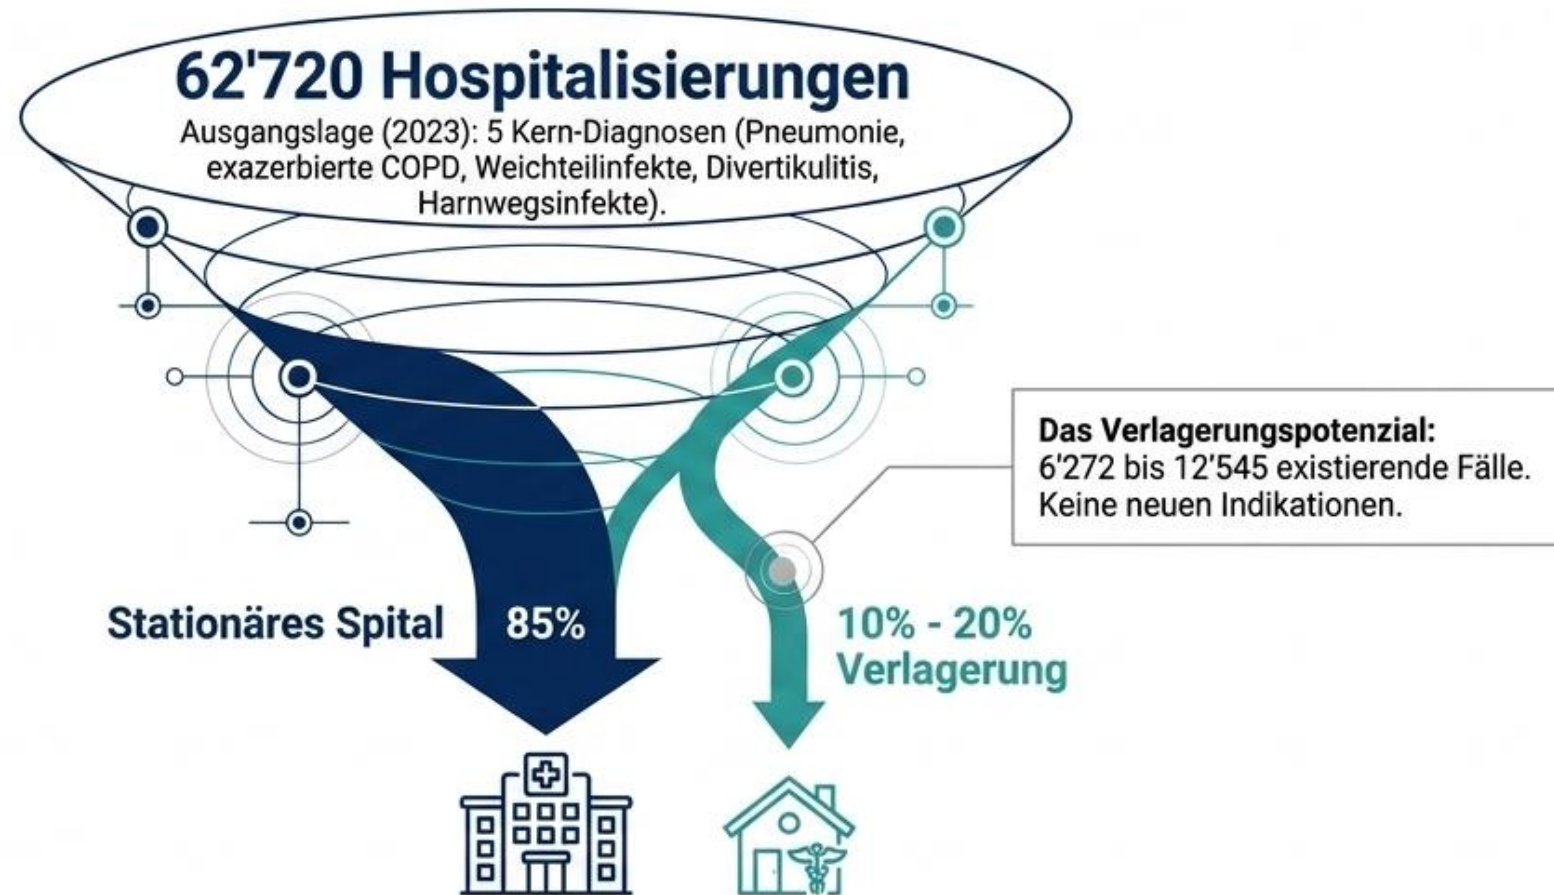 62'720 Hospitalisierungen
Ausgangslage (2023): 5 Kern-Diagnosen (Pneumonie,
exazerbierte COPD, Weichteilinfekte, Divertikulitis,
Harnwegsinfekte).
Das Verlagerungspotenzial:
6'272 bis 12'545 existierende Fälle.
Keine neuen Indikationen.
Stationäres Spital
85%
10% - 20%
Verlagerung